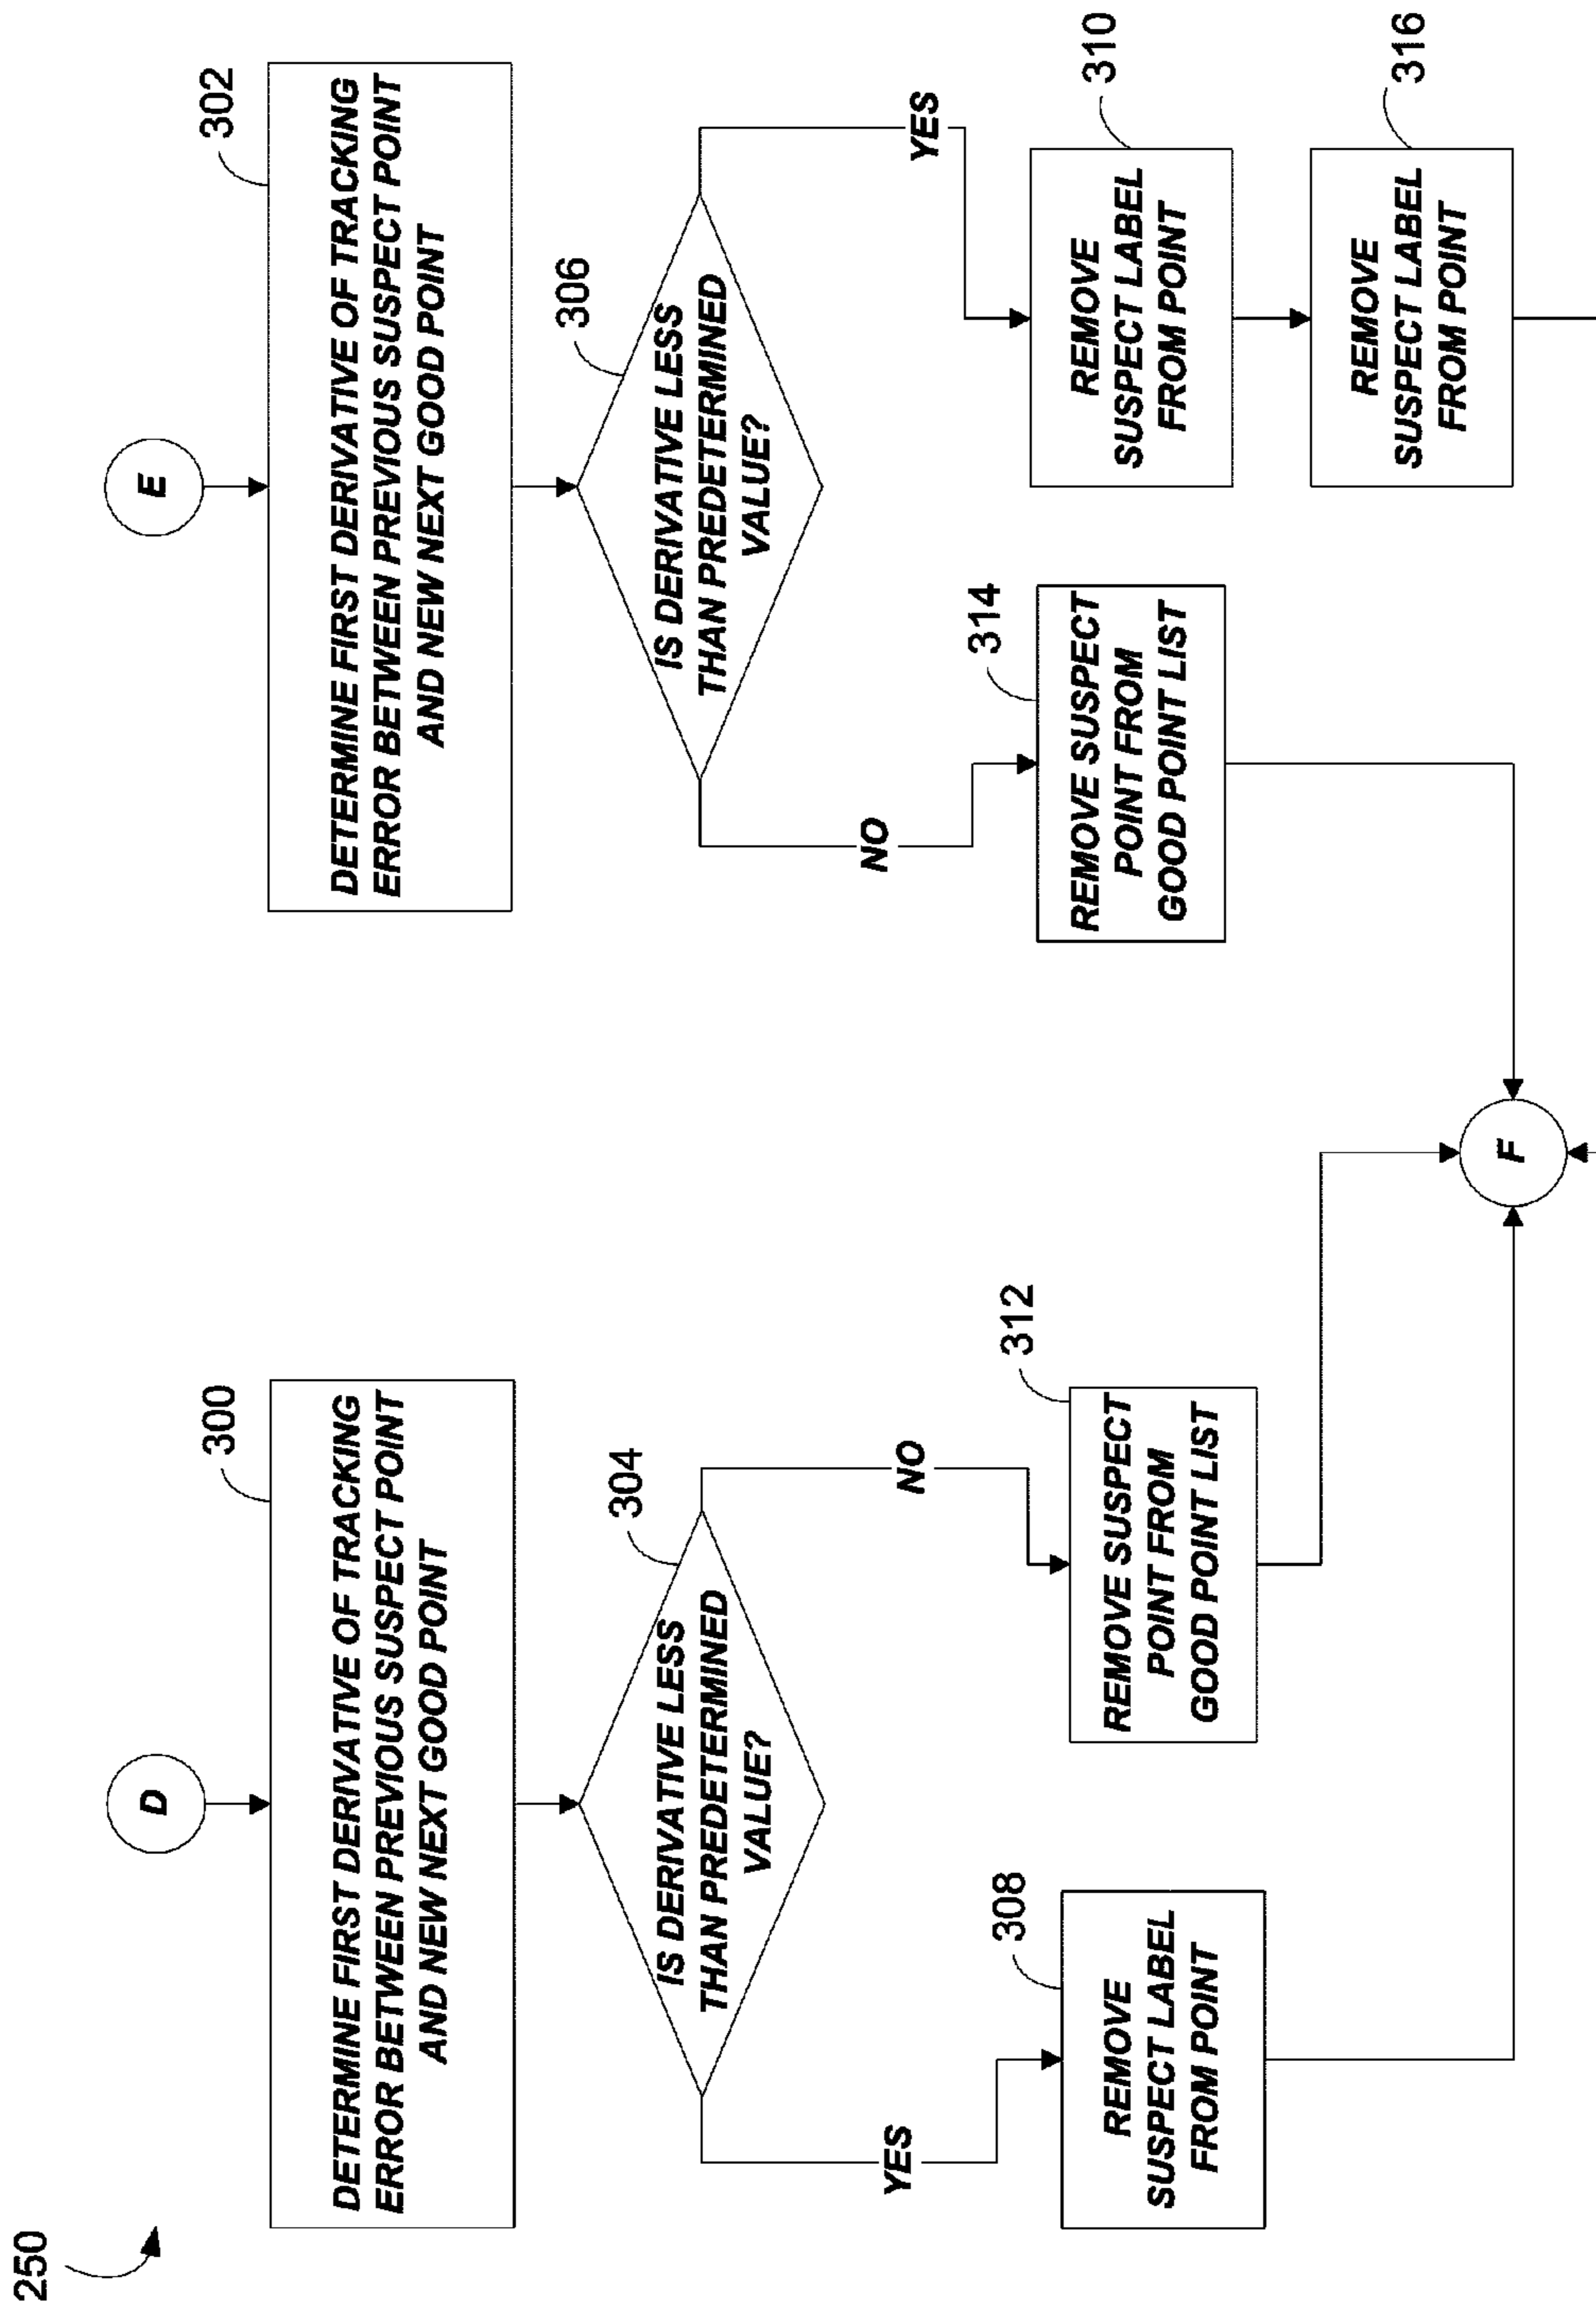 250
D
300
DETERMINE FIRST DERIVATIVE OF TRACKING
ERROR BETWEEN PREVIOUS SUSPECT POINT
AND NEW NEXT GOOD POINT
304
IS DERIVATIVE LESS
THAN PREDETERMINED
VALUE?
YES
NO
308
REMOVE
SUSPECT LABEL
FROM POINT
312
REMOVE SUSPECT
POINT FROM
GOOD POINT LIST
E
302
DETERMINE FIRST DERIVATIVE OF TRACKING
ERROR BETWEEN PREVIOUS SUSPECT POINT
AND NEW NEXT GOOD POINT
306
IS DERIVATIVE LESS
THAN PREDETERMINED
VALUE?
NO
YES
314
REMOVE SUSPECT
POINT FROM
GOOD POINT LIST
310
REMOVE
SUSPECT LABEL
FROM POINT
316
REMOVE
SUSPECT LABEL
FROM POINT
F